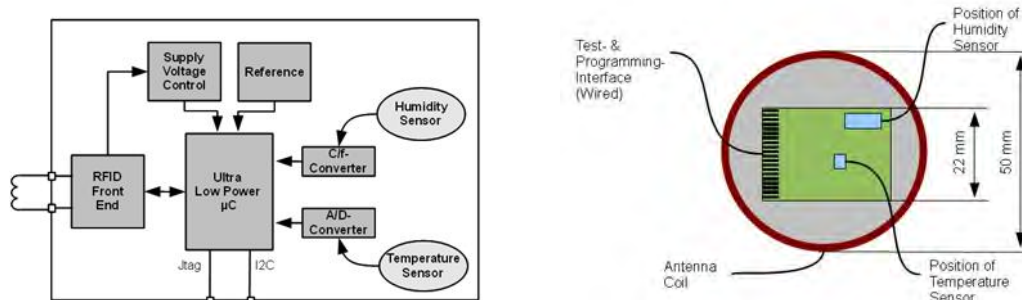 Supply
Voltage
Control
Reference
Humidity
Sensor
C/f-
Converter
RFID
Front
End
Ultra
Low Power
µC
A/D-
Converter
Temperature
Sensor
Jtag
I2C
Position of
Humidity
Sensor
Test- &
Programming-
Interface
(Wired)
22 mm
50 mm
Antenna
Coil
Position of
Temperature
Sensor